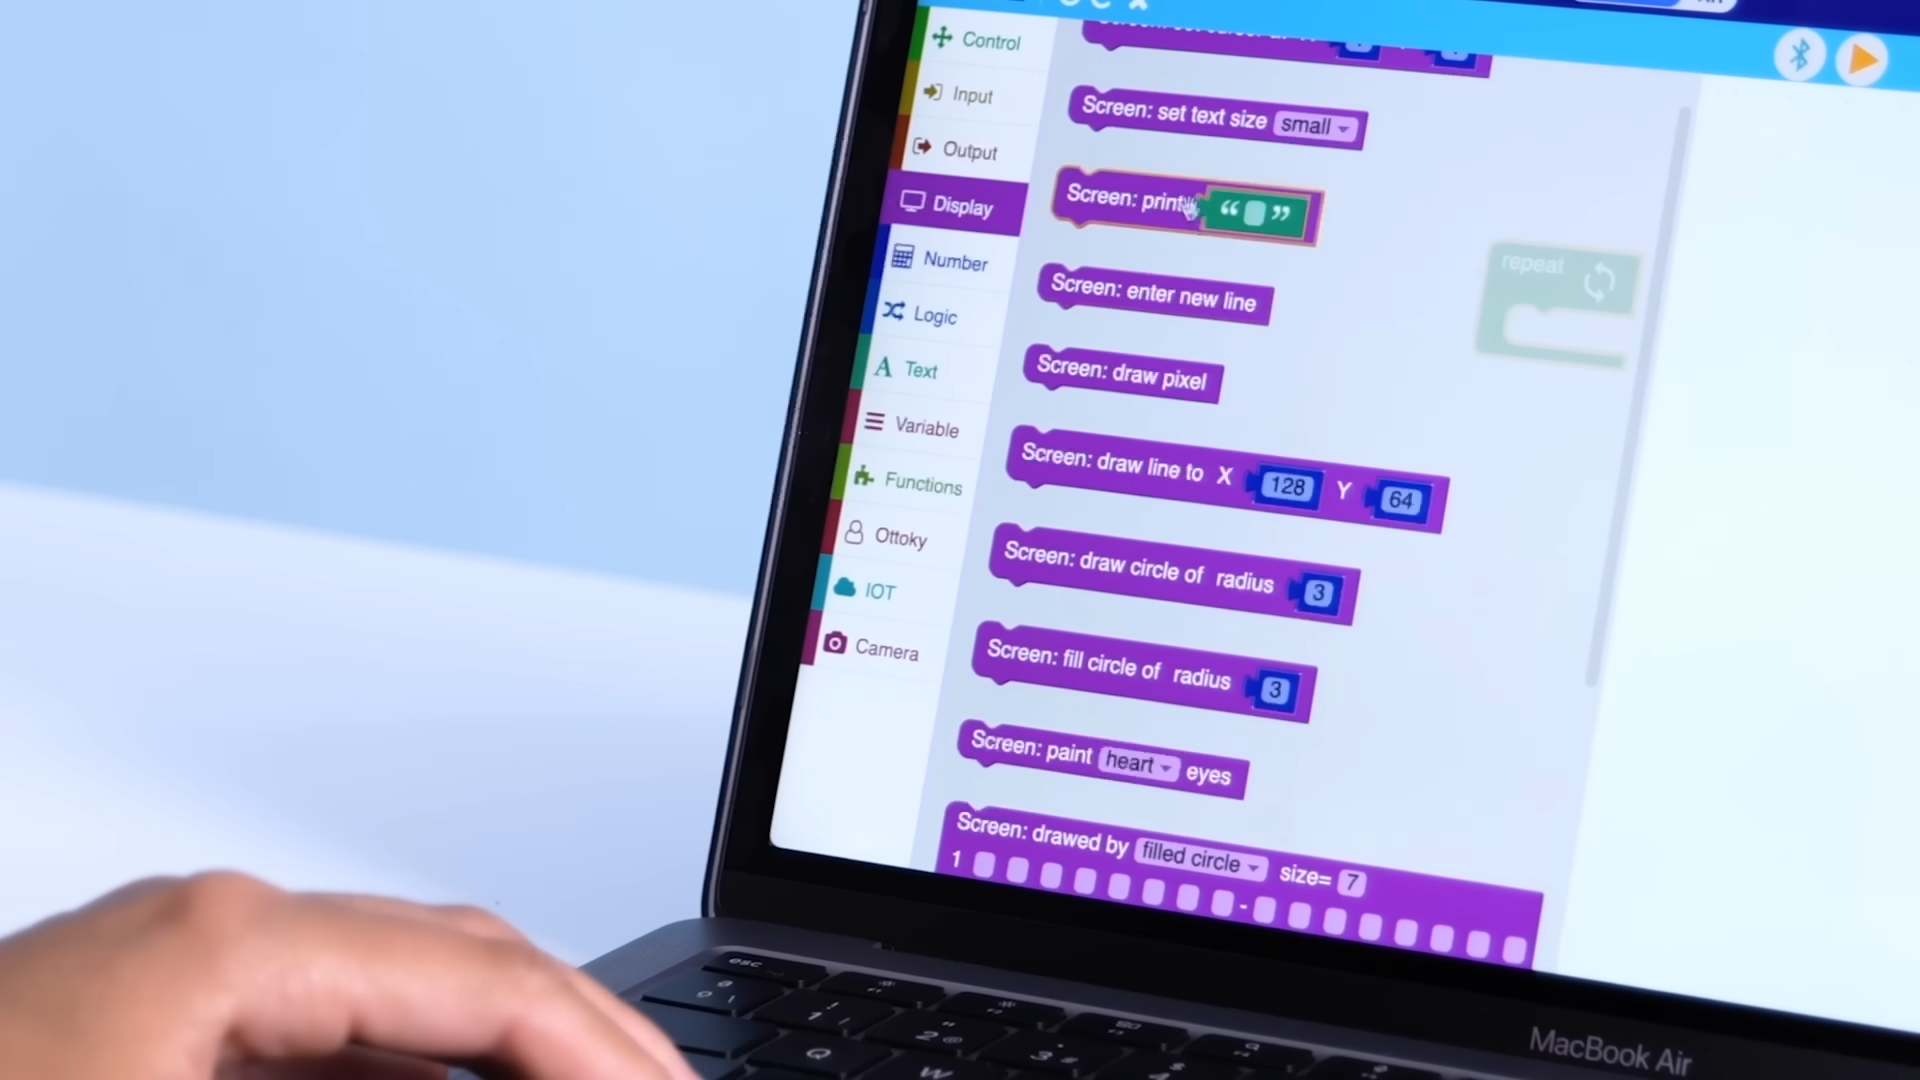 Control
Input
Output
Display
Number
Logic
Text
Variable
Functions
Ottoky
IOT
Camera
Screen: set text size small
Screen: print “ ”
Screen: enter new line
Screen: draw pixel
Screen: draw line to X 128 Y 64
Screen: draw circle of radius 3
Screen: fill circle of radius 3
Screen: paint heart eyes
Screen: drawed by filled circle size= 7
1 -
repeat
esc
1
2
3
Q
W
MacBook Air